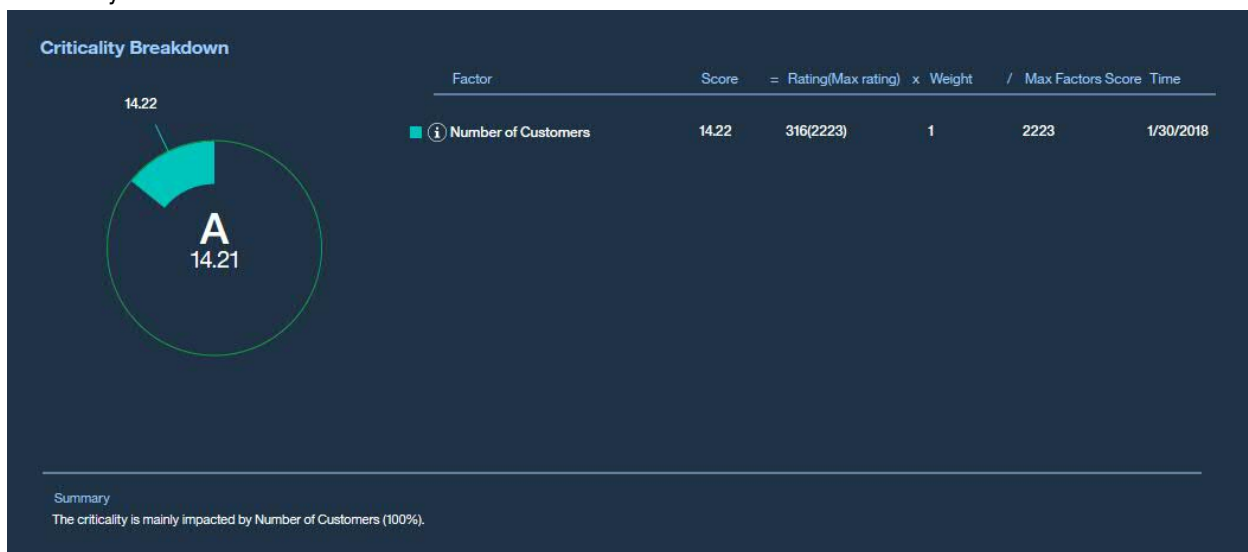 Criticality Breakdown
Factor Score = Rating(Max rating) x Weight / Max Factors Score Time
14.22
i Number of Customers 14.22 316(2223) 1 2223 1/30/2018
A
14.21
Summary
The criticality is mainly impacted by Number of Customers (100%).